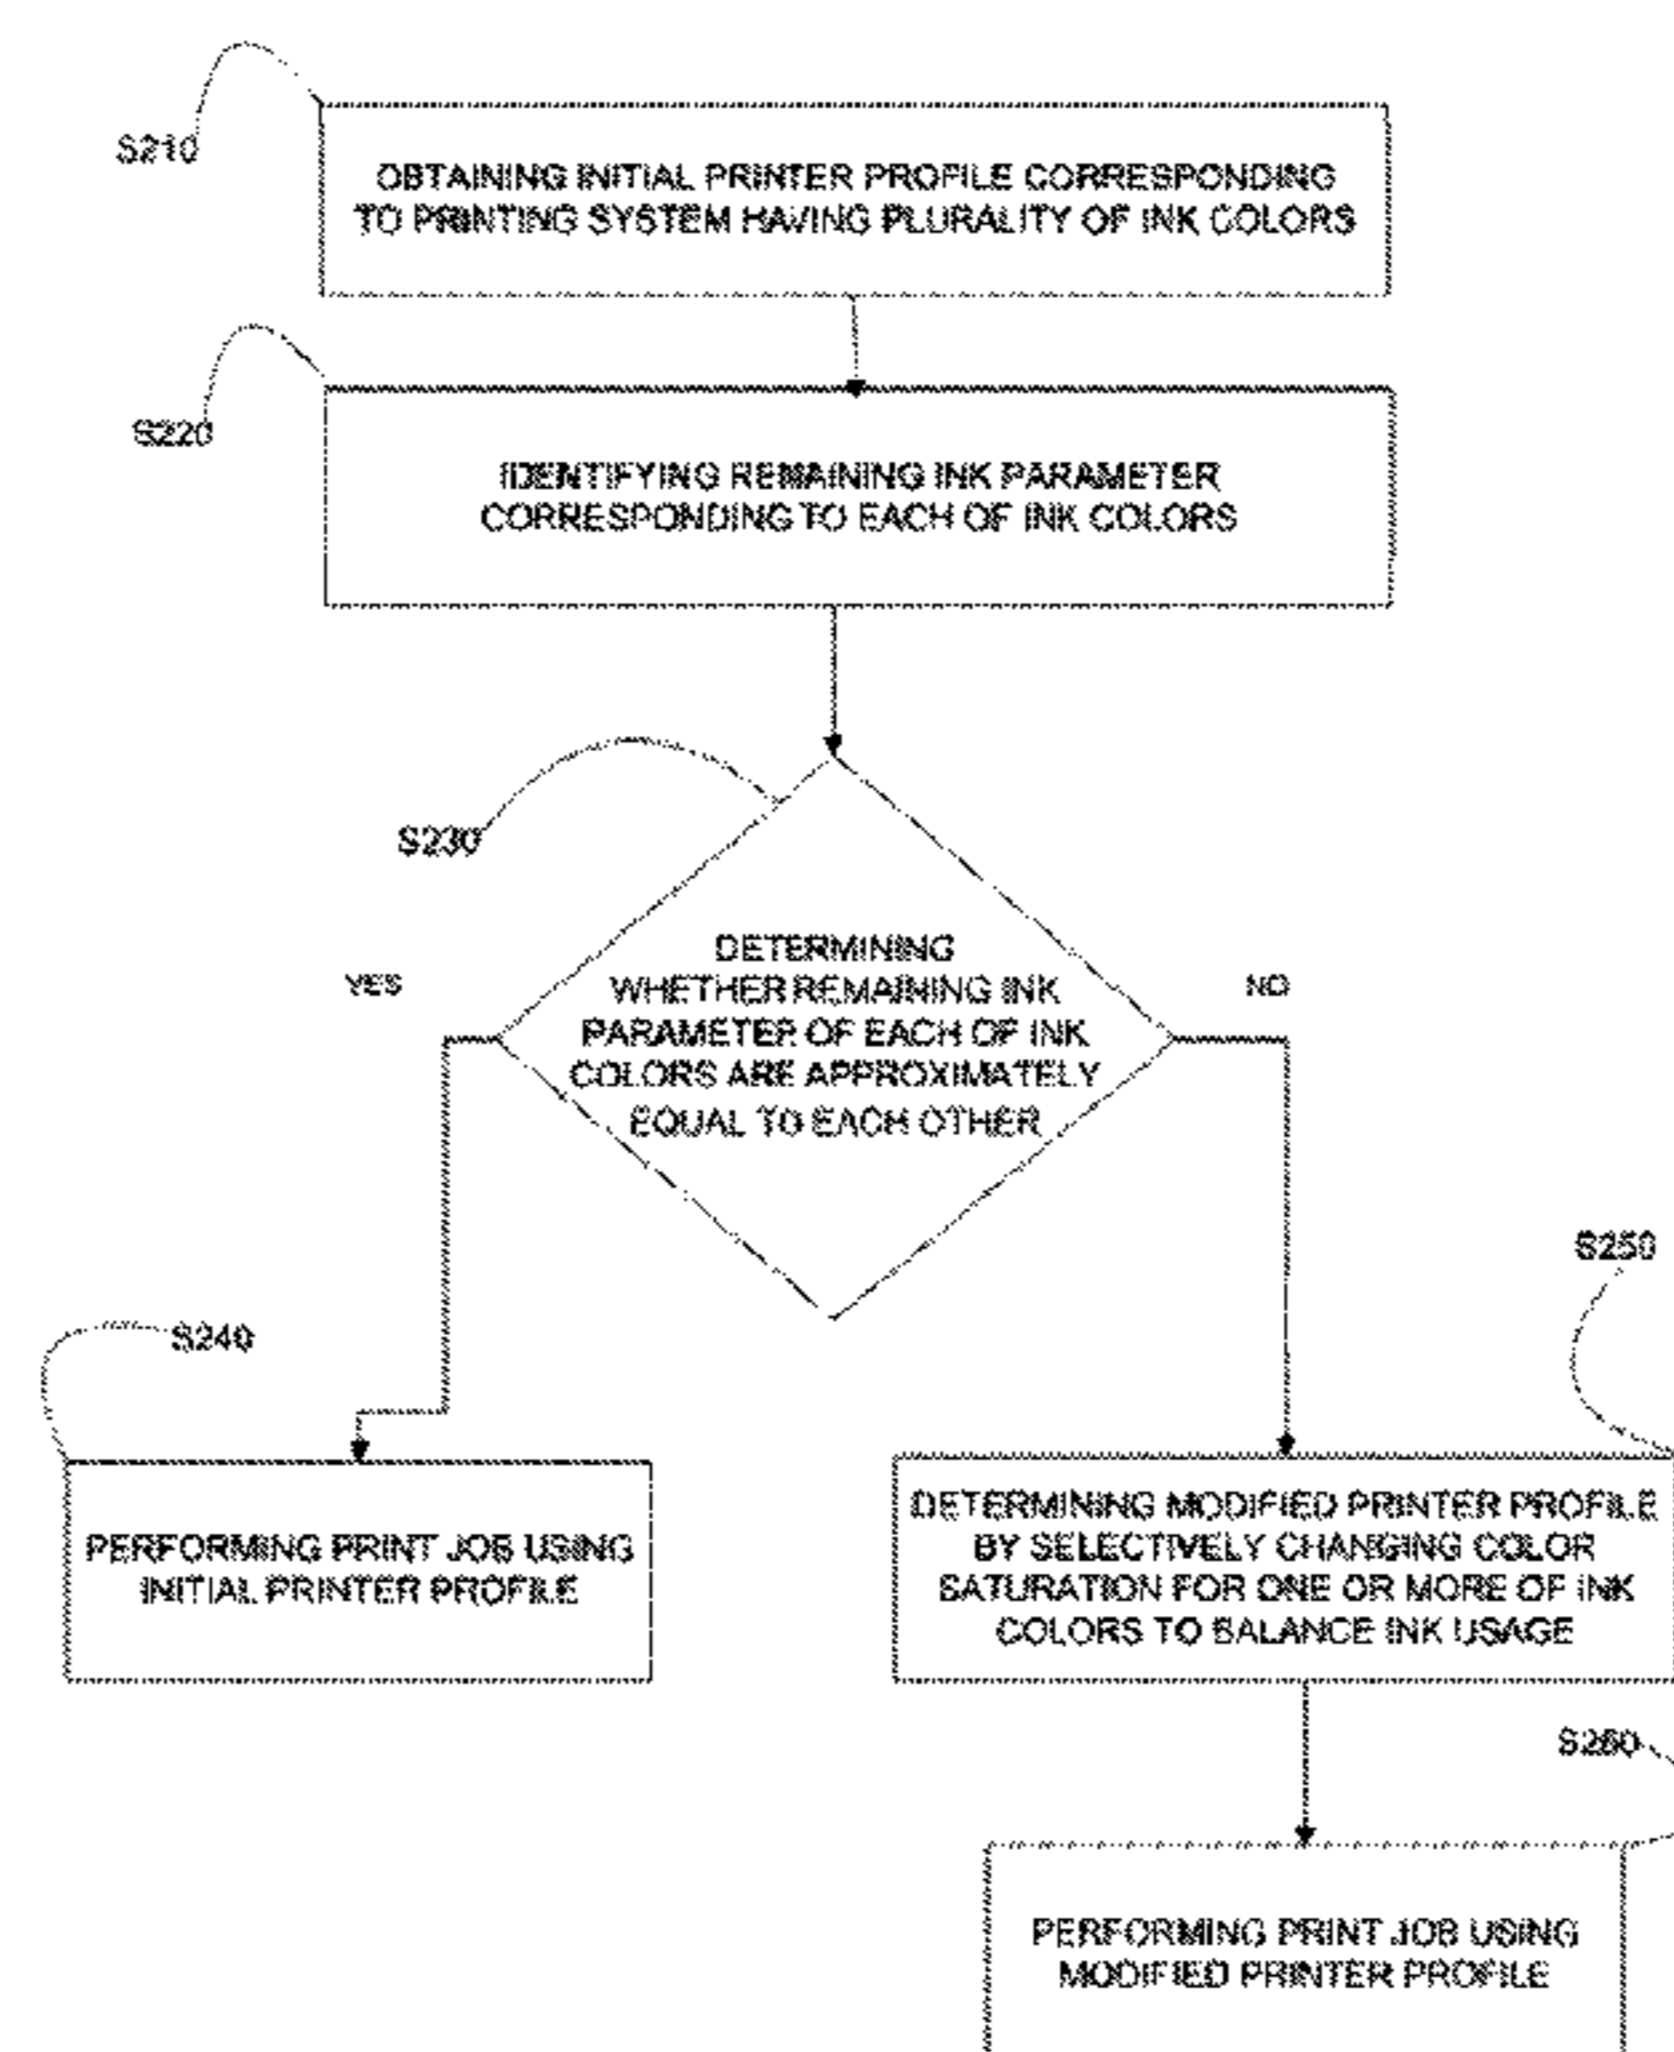 S210
OBTAINING INITIAL PRINTER PROFILE CORRESPONDING
TO PRINTING SYSTEM HAVING PLURALITY OF INK COLORS
S220
IDENTIFYING REMAINING INK PARAMETER
CORRESPONDING TO EACH OF INK COLORS
S230
DETERMINING
WHETHER REMAINING INK
PARAMETER OF EACH OF INK
COLORS ARE APPROXIMATELY
EQUAL TO EACH OTHER
YES
NO
S240
PERFORMING PRINT JOB USING
INITIAL PRINTER PROFILE
S250
DETERMINING MODIFIED PRINTER PROFILE
BY SELECTIVELY CHANGING COLOR
SATURATION FOR ONE OR MORE OF INK
COLORS TO BALANCE INK USAGE
S260
PERFORMING PRINT JOB USING
MODIFIED PRINTER PROFILE